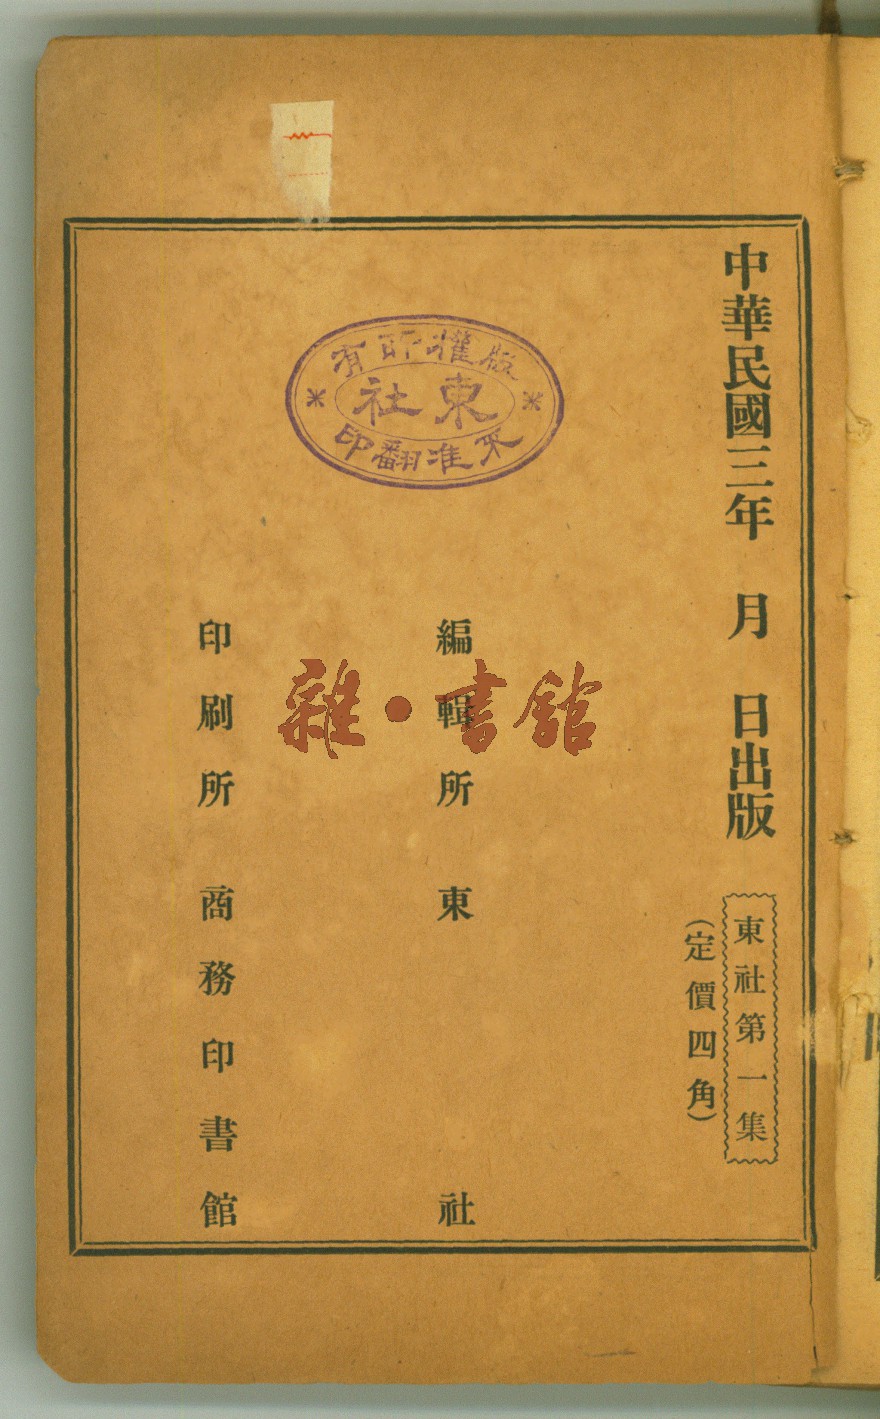 中華民國三年 月 日出版
東社第一集
(定價四角)
版權所有
東社
不准翻印
編輯所 東社
印刷所 商務印書館
雜·書館